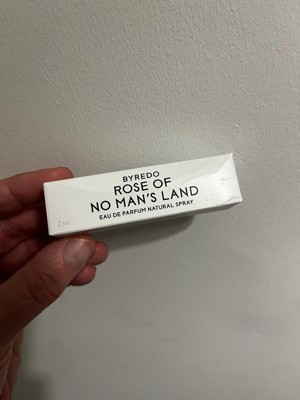 BYREDO
ROSE OF
NO MAN'S LAND
EAU DE PARFUM NATURAL SPRAY
2 ml